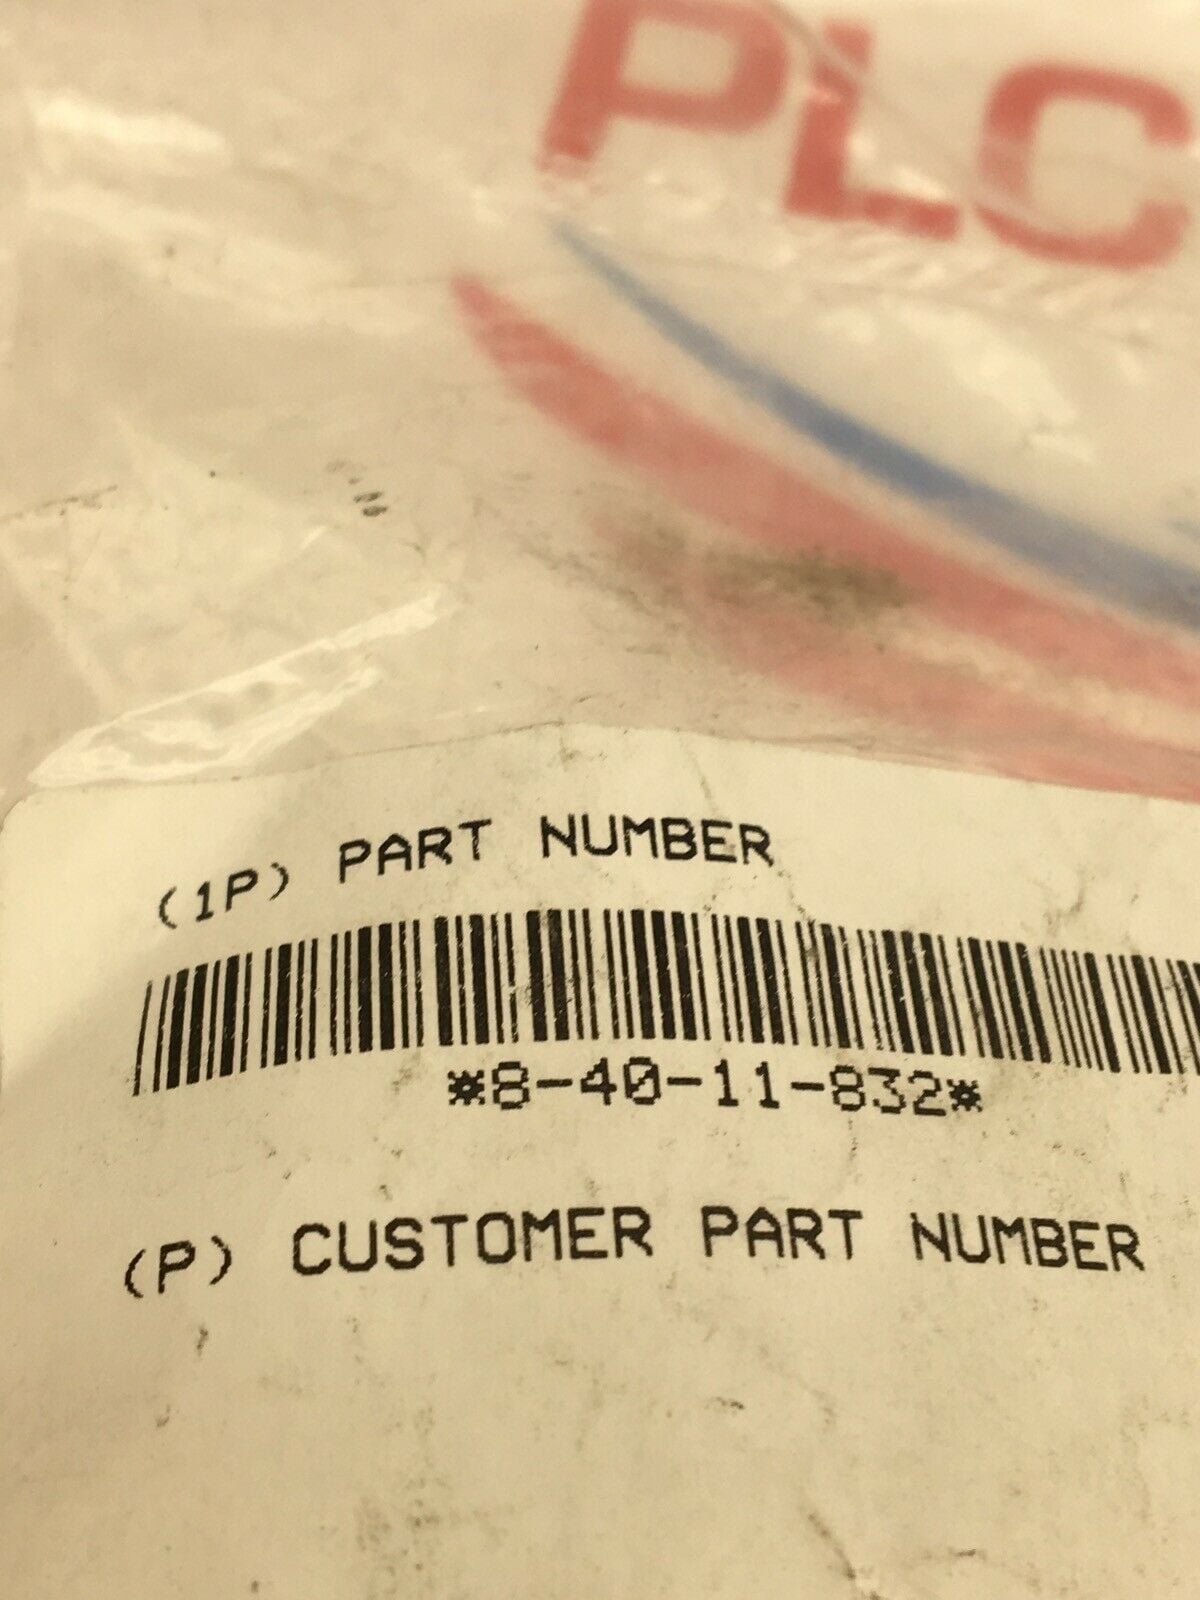 PLC
(1P) PART NUMBER
*8-40-11-832*
(P) CUSTOMER PART NUMBER